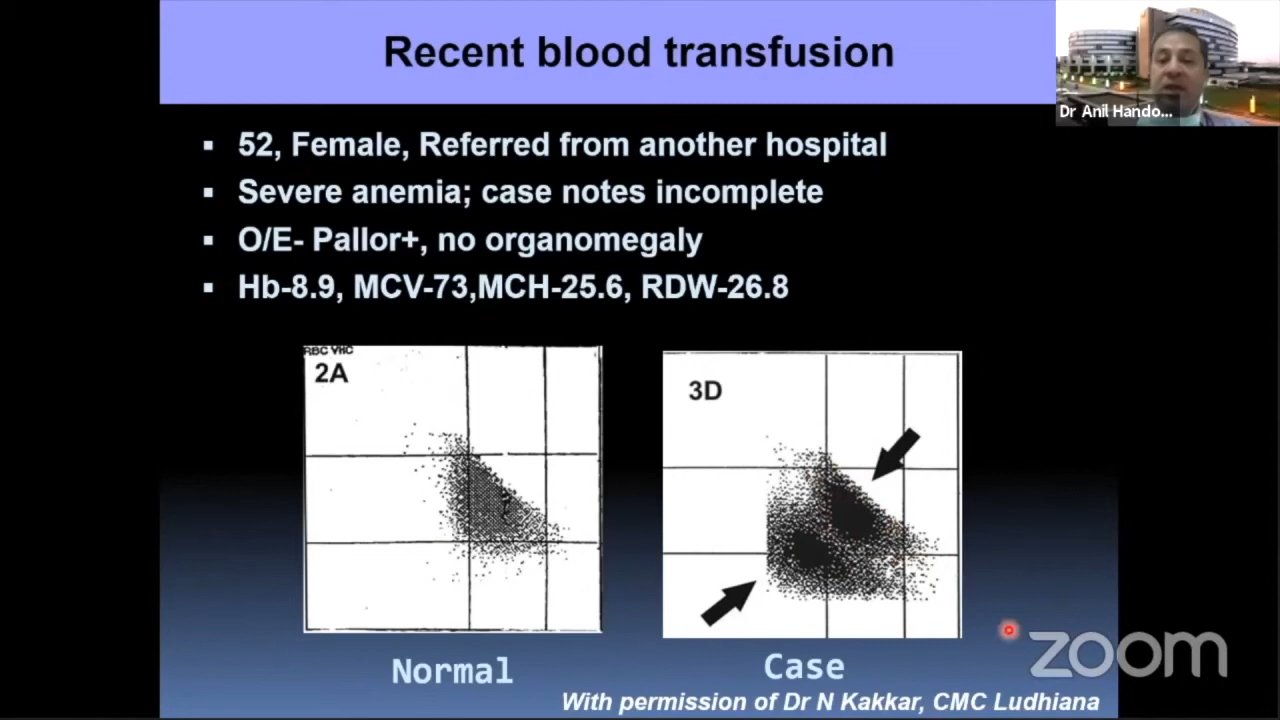 Recent blood transfusion
Dr Anil Hando...
▪ 52, Female, Referred from another hospital
▪ Severe anemia; case notes incomplete
▪ O/E- Pallor+, no organomegaly
▪ Hb-8.9, MCV-73,MCH-25.6, RDW-26.8
RBC VHC
2A
3D
Normal
Case
zoom
With permission of Dr N Kakkar, CMC Ludhiana